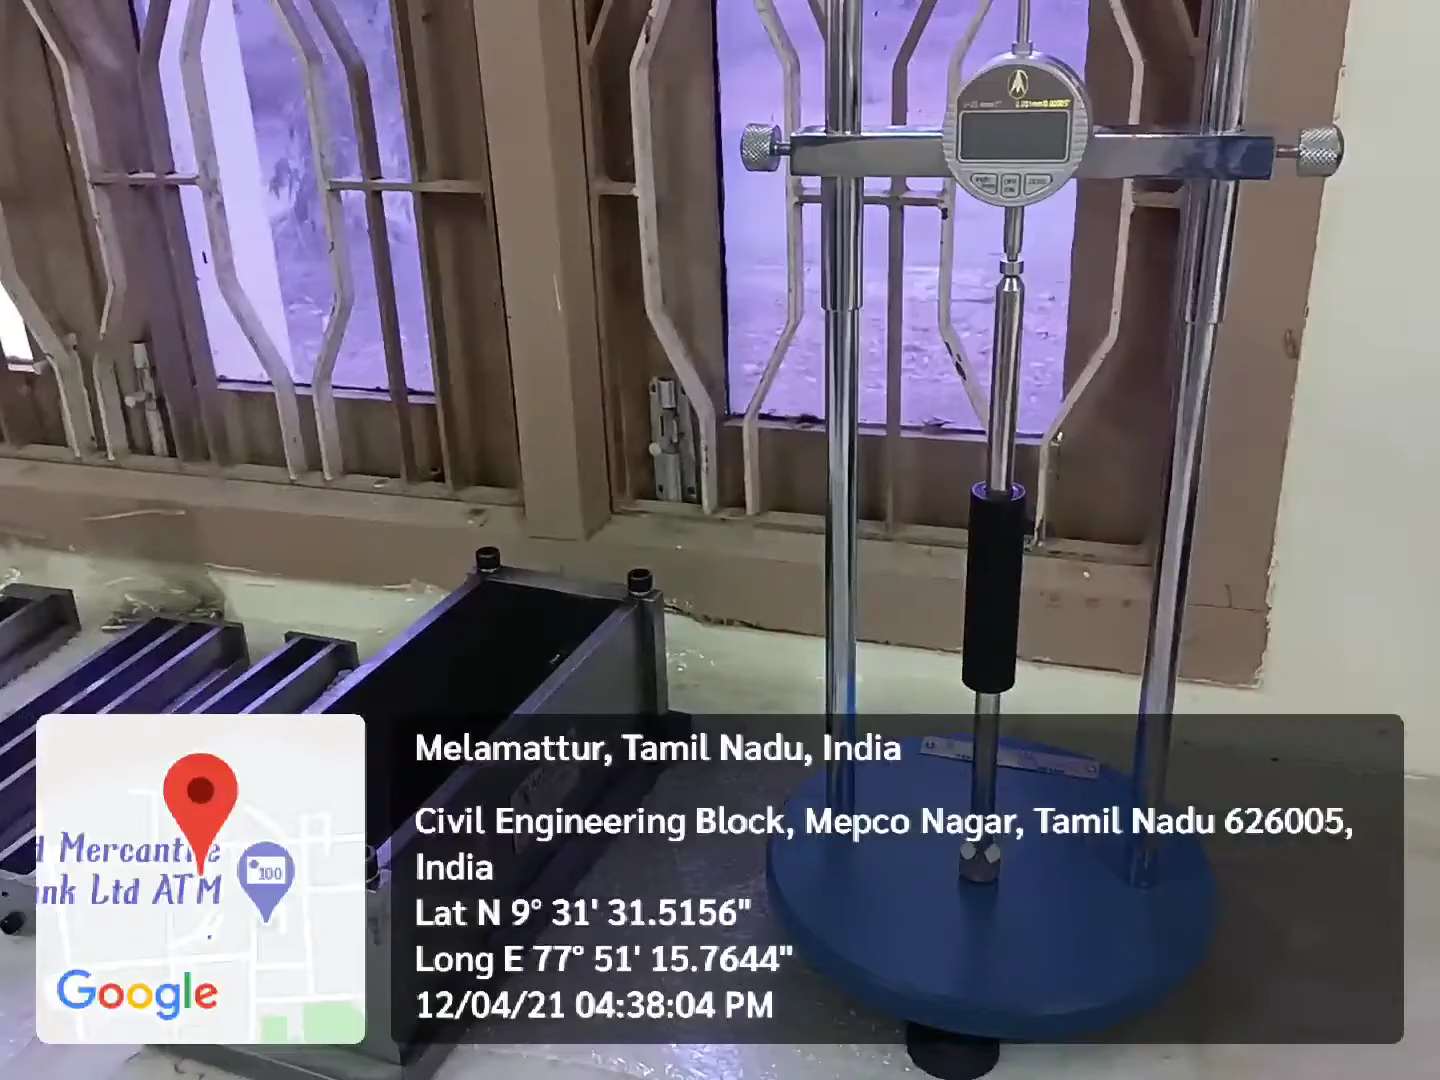 Melamattur, Tamil Nadu, India
Civil Engineering Block, Mepco Nagar, Tamil Nadu 626005,
India
Lat N 9° 31' 31.5156"
Long E 77° 51' 15.7644"
12/04/21 04:38:04 PM
d Mercantile
nk Ltd ATM
100
Google